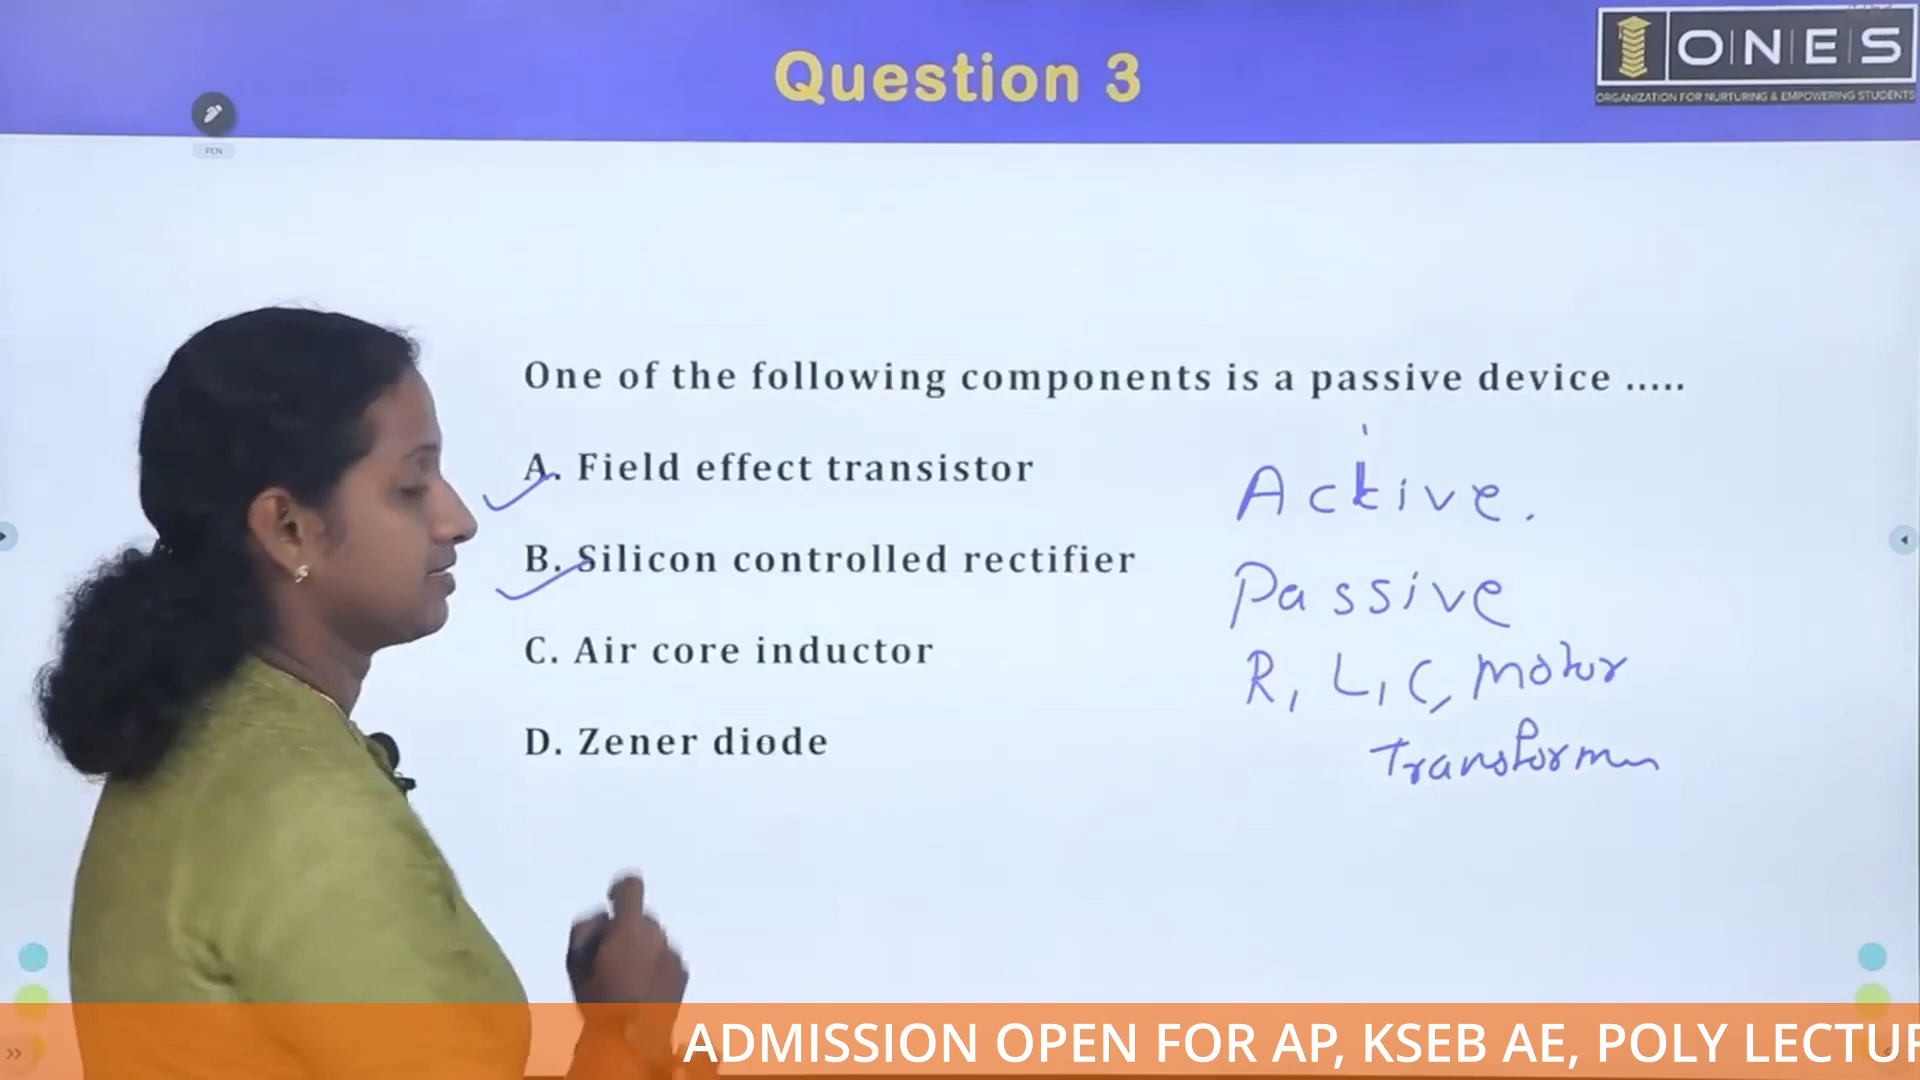 Question 3
ONES
ORGANIZATION FOR NURTURING & EMPOWERING STUDENTS
PEN
One of the following components is a passive device .....
A. Field effect transistor
B. Silicon controlled rectifier
C. Air core inductor
D. Zener diode
Active.
Passive
R, L, C, Motor
Transform
ADMISSION OPEN FOR AP, KSEB AE, POLY LECTUR